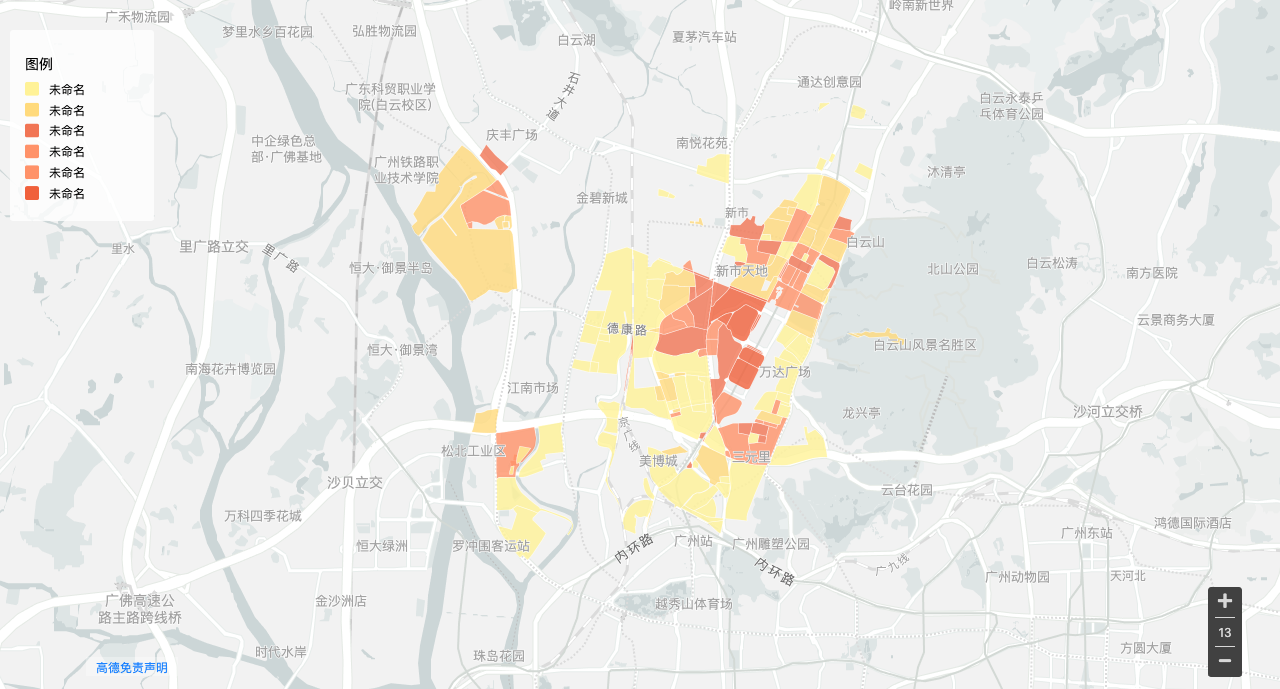 广禾物流园
梦里水乡百花园
弘胜物流园
白云湖
夏茅汽车站
岭南新世界
图例
未命名
未命名
未命名
未命名
未命名
未命名
石井大道
通达创意园
广东科贸职业学
院(白云校区)
白云永泰乒
乓体育公园
中企绿色总
部·广佛基地
庆丰广场
南悦花苑
广州铁路职
业技术学院
沐清亭
金碧新城
新市
里水
里广路立交
里广路
白云山
恒大·御景半岛
新市天地
北山公园
白云松涛
南方医院
德康路
云景商务大厦
恒大·御景湾
白云山风景名胜区
南海花卉博览园
江南市场
万达广场
龙兴亭
沙河立交桥
京广线
松北工业区
美博城
三元里
沙贝立交
云台花园
万科四季花城
恒大绿洲
罗冲围客运站
内环路
广州站
广州雕塑公园
广州东站
鸿德国际酒店
内环路
广九线
广州动物园
天河北
广佛高速公
路主路跨线桥
金沙洲店
越秀山体育场
13
时代水岸
珠岛花园
方圆大厦
高德免责声明